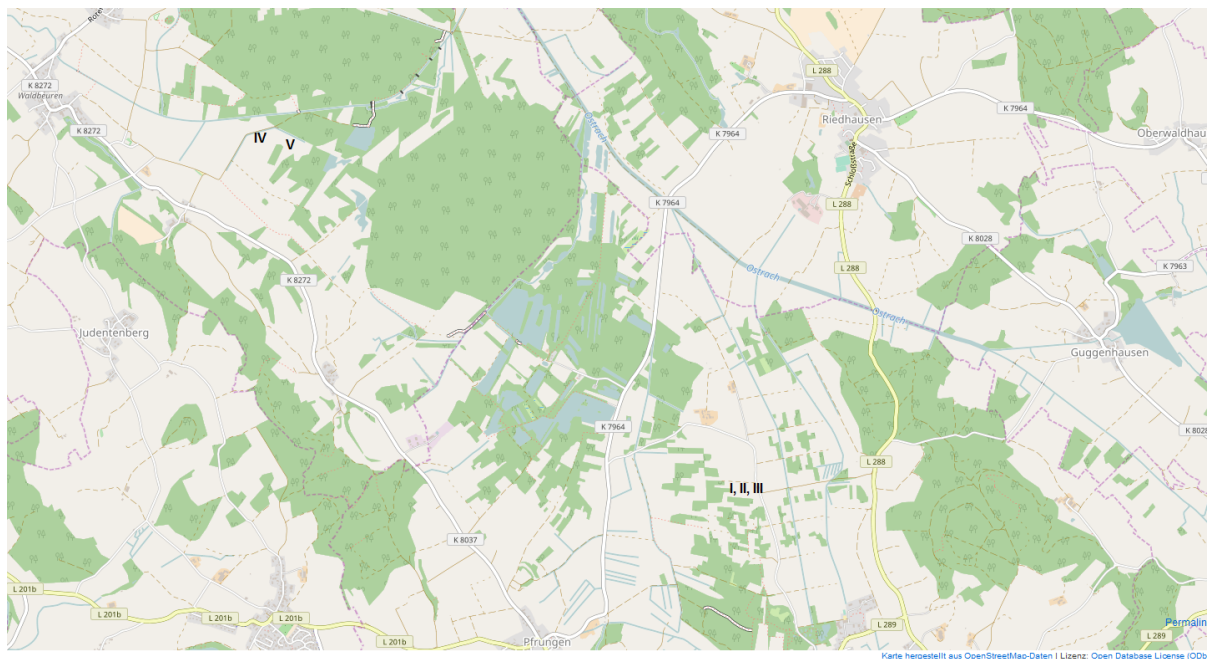 Rosen
L 288
K 8272
Waldbeuren
K 7964
Riedhausen
K 8272
Ostrach
K 7964
Oberwaldhau
IV
V
Schloßstraße
K 7964
L 288
K 8028
K 7963
L 288
Ostrach
K 8272
Ostrach
Judentenberg
Guggenhausen
K 7964
K 8028
L 288
I, II, III
K 8037
L 201b
L 201b
L 201b
L 289
Permalin
L 289
Pfrungen
Karte hergestellt aus OpenStreetMap-Daten | Lizenz: Open Database License (ODb